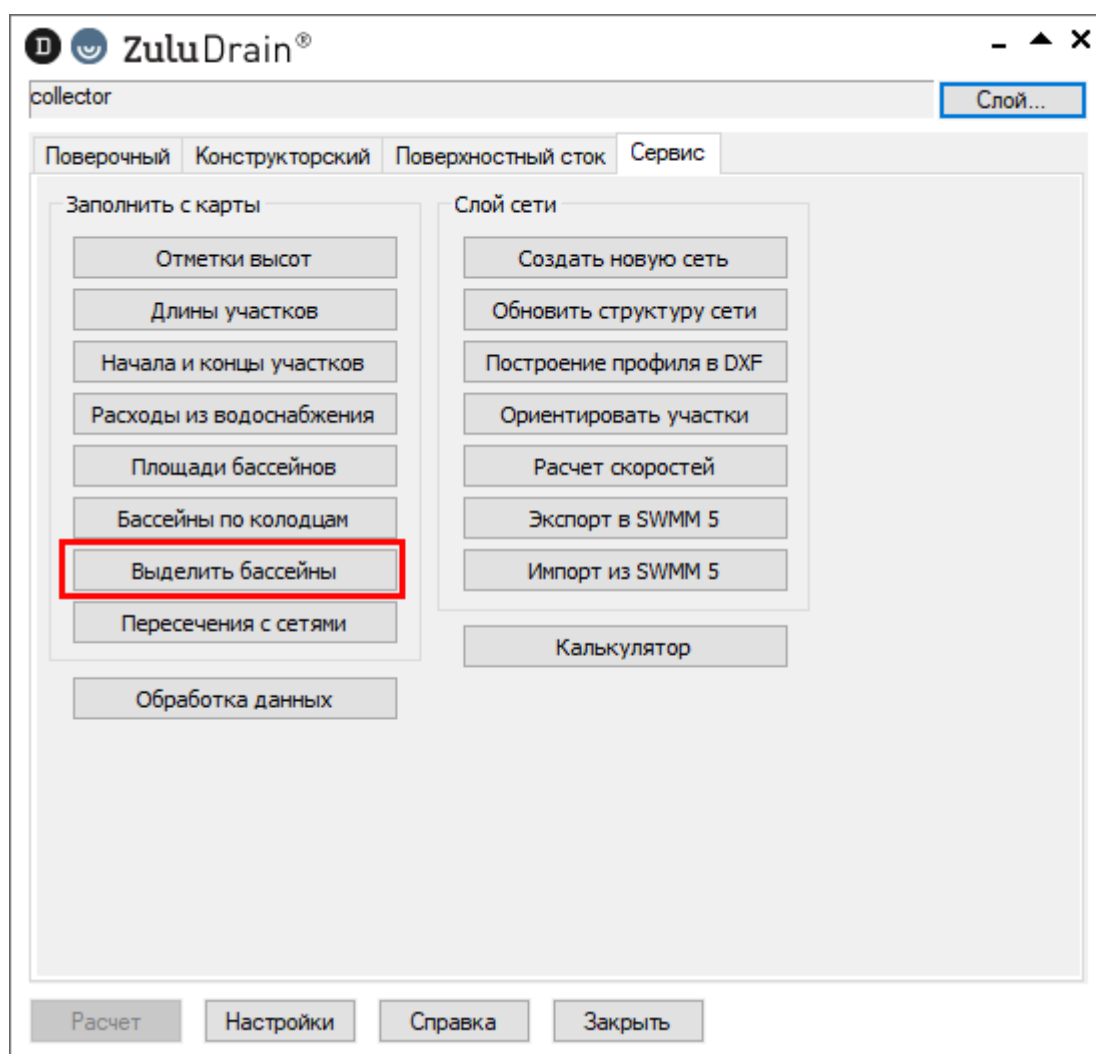 D ZuluDrain®
collector
Слой...
Поверочный Конструкторский Поверхностный сток Сервис
Заполнить с карты
Отметки высот
Длины участков
Начала и концы участков
Расходы из водоснабжения
Площади бассейнов
Бассейны по колодцам
Выделить бассейны
Пересечения с сетями
Обработка данных
Слой сети
Создать новую сеть
Обновить структуру сети
Построение профиля в DXF
Ориентировать участки
Расчет скоростей
Экспорт в SWMM 5
Импорт из SWMM 5
Калькулятор
Расчет Настройки Справка Закрыть